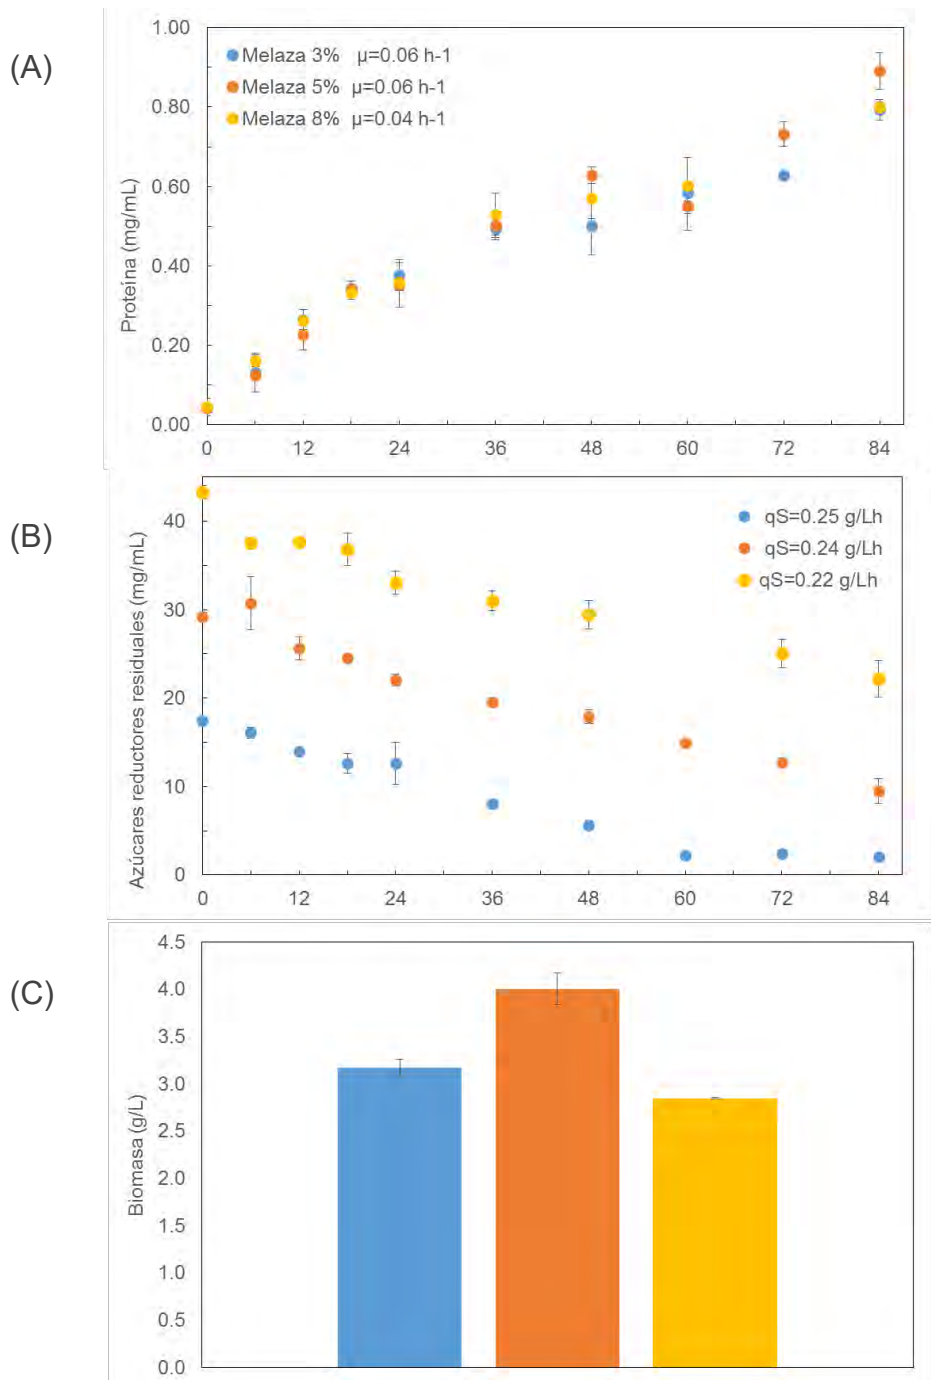 (A)
1.00
0.80
0.60
0.40
0.20
0.00
Proteína (mg/mL)
Melaza 3% µ=0.06 h-1
Melaza 5% µ=0.06 h-1
Melaza 8% µ=0.04 h-1
0 12 24 36 48 60 72 84
(B)
40
30
20
10
0
Azúcares reductores residuales (mg/mL)
qS=0.25 g/Lh
qS=0.24 g/Lh
qS=0.22 g/Lh
0 12 24 36 48 60 72 84
(C)
4.5
4.0
3.5
3.0
2.5
2.0
1.5
1.0
0.5
0.0
Biomasa (g/L)